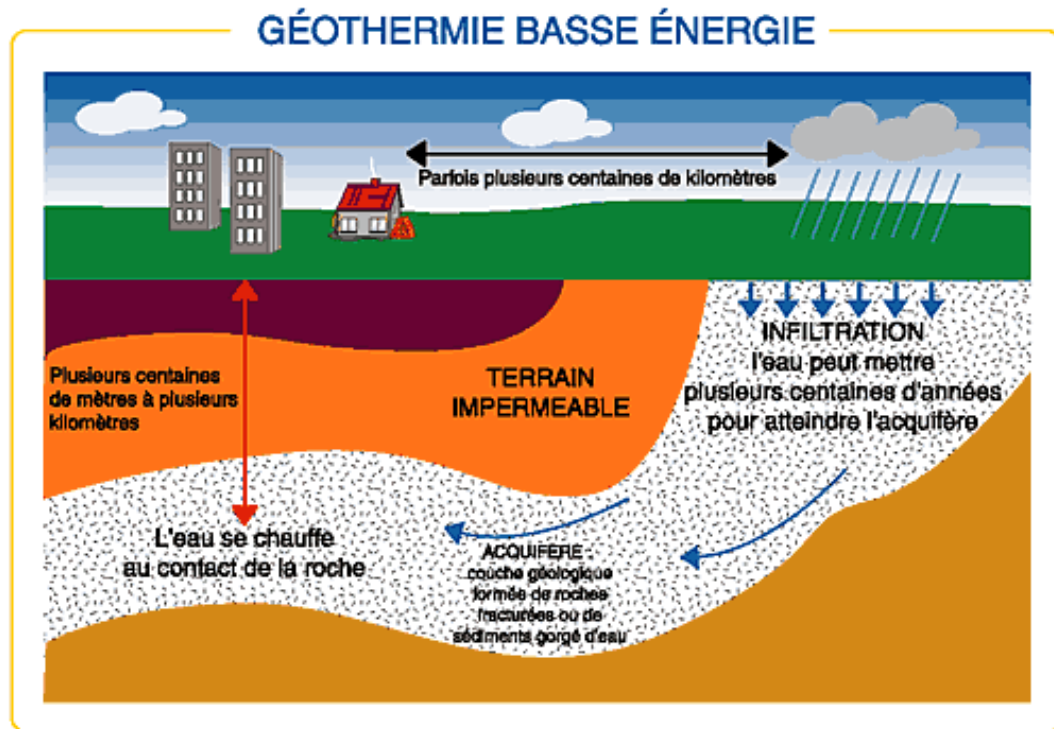 GÉOTHERMIE BASSE ÉNERGIE
Parfois plusieurs centaines de kilomètres
INFILTRATION
l'eau peut mettre
plusieurs centaines d'années
pour atteindre l'acquifère
Plusieurs centaines
de mètres à plusieurs
kilomètres
TERRAIN
IMPERMEABLE
L'eau se chauffe
au contact de la roche
ACQUIFERE :
couche géologique
formée de roches
fracturées ou de
sédiments gorgé d'eau